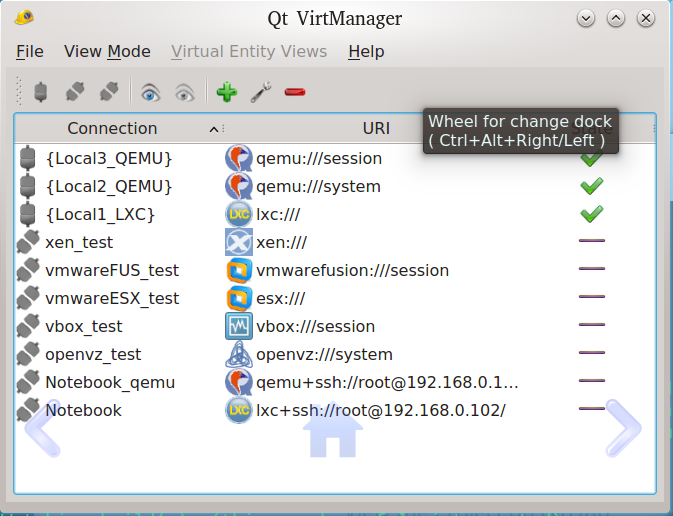 Qt VirtManager
File View Mode Virtual Entity Views Help
Wheel for change dock
( Ctrl+Alt+Right/Left )
Connection URI
{Local3_QEMU} qemu:///session
{Local2_QEMU} qemu:///system
{Local1_LXC} LXC lxc:///
xen_test xen:///
vmwareFUS_test vmwarefusion:///session
vmwareESX_test esx:///
vbox_test vbox:///session
openvz_test openvz:///system
Notebook_qemu qemu+ssh://root@192.168.0.1...
Notebook LXC lxc+ssh://root@192.168.0.102/